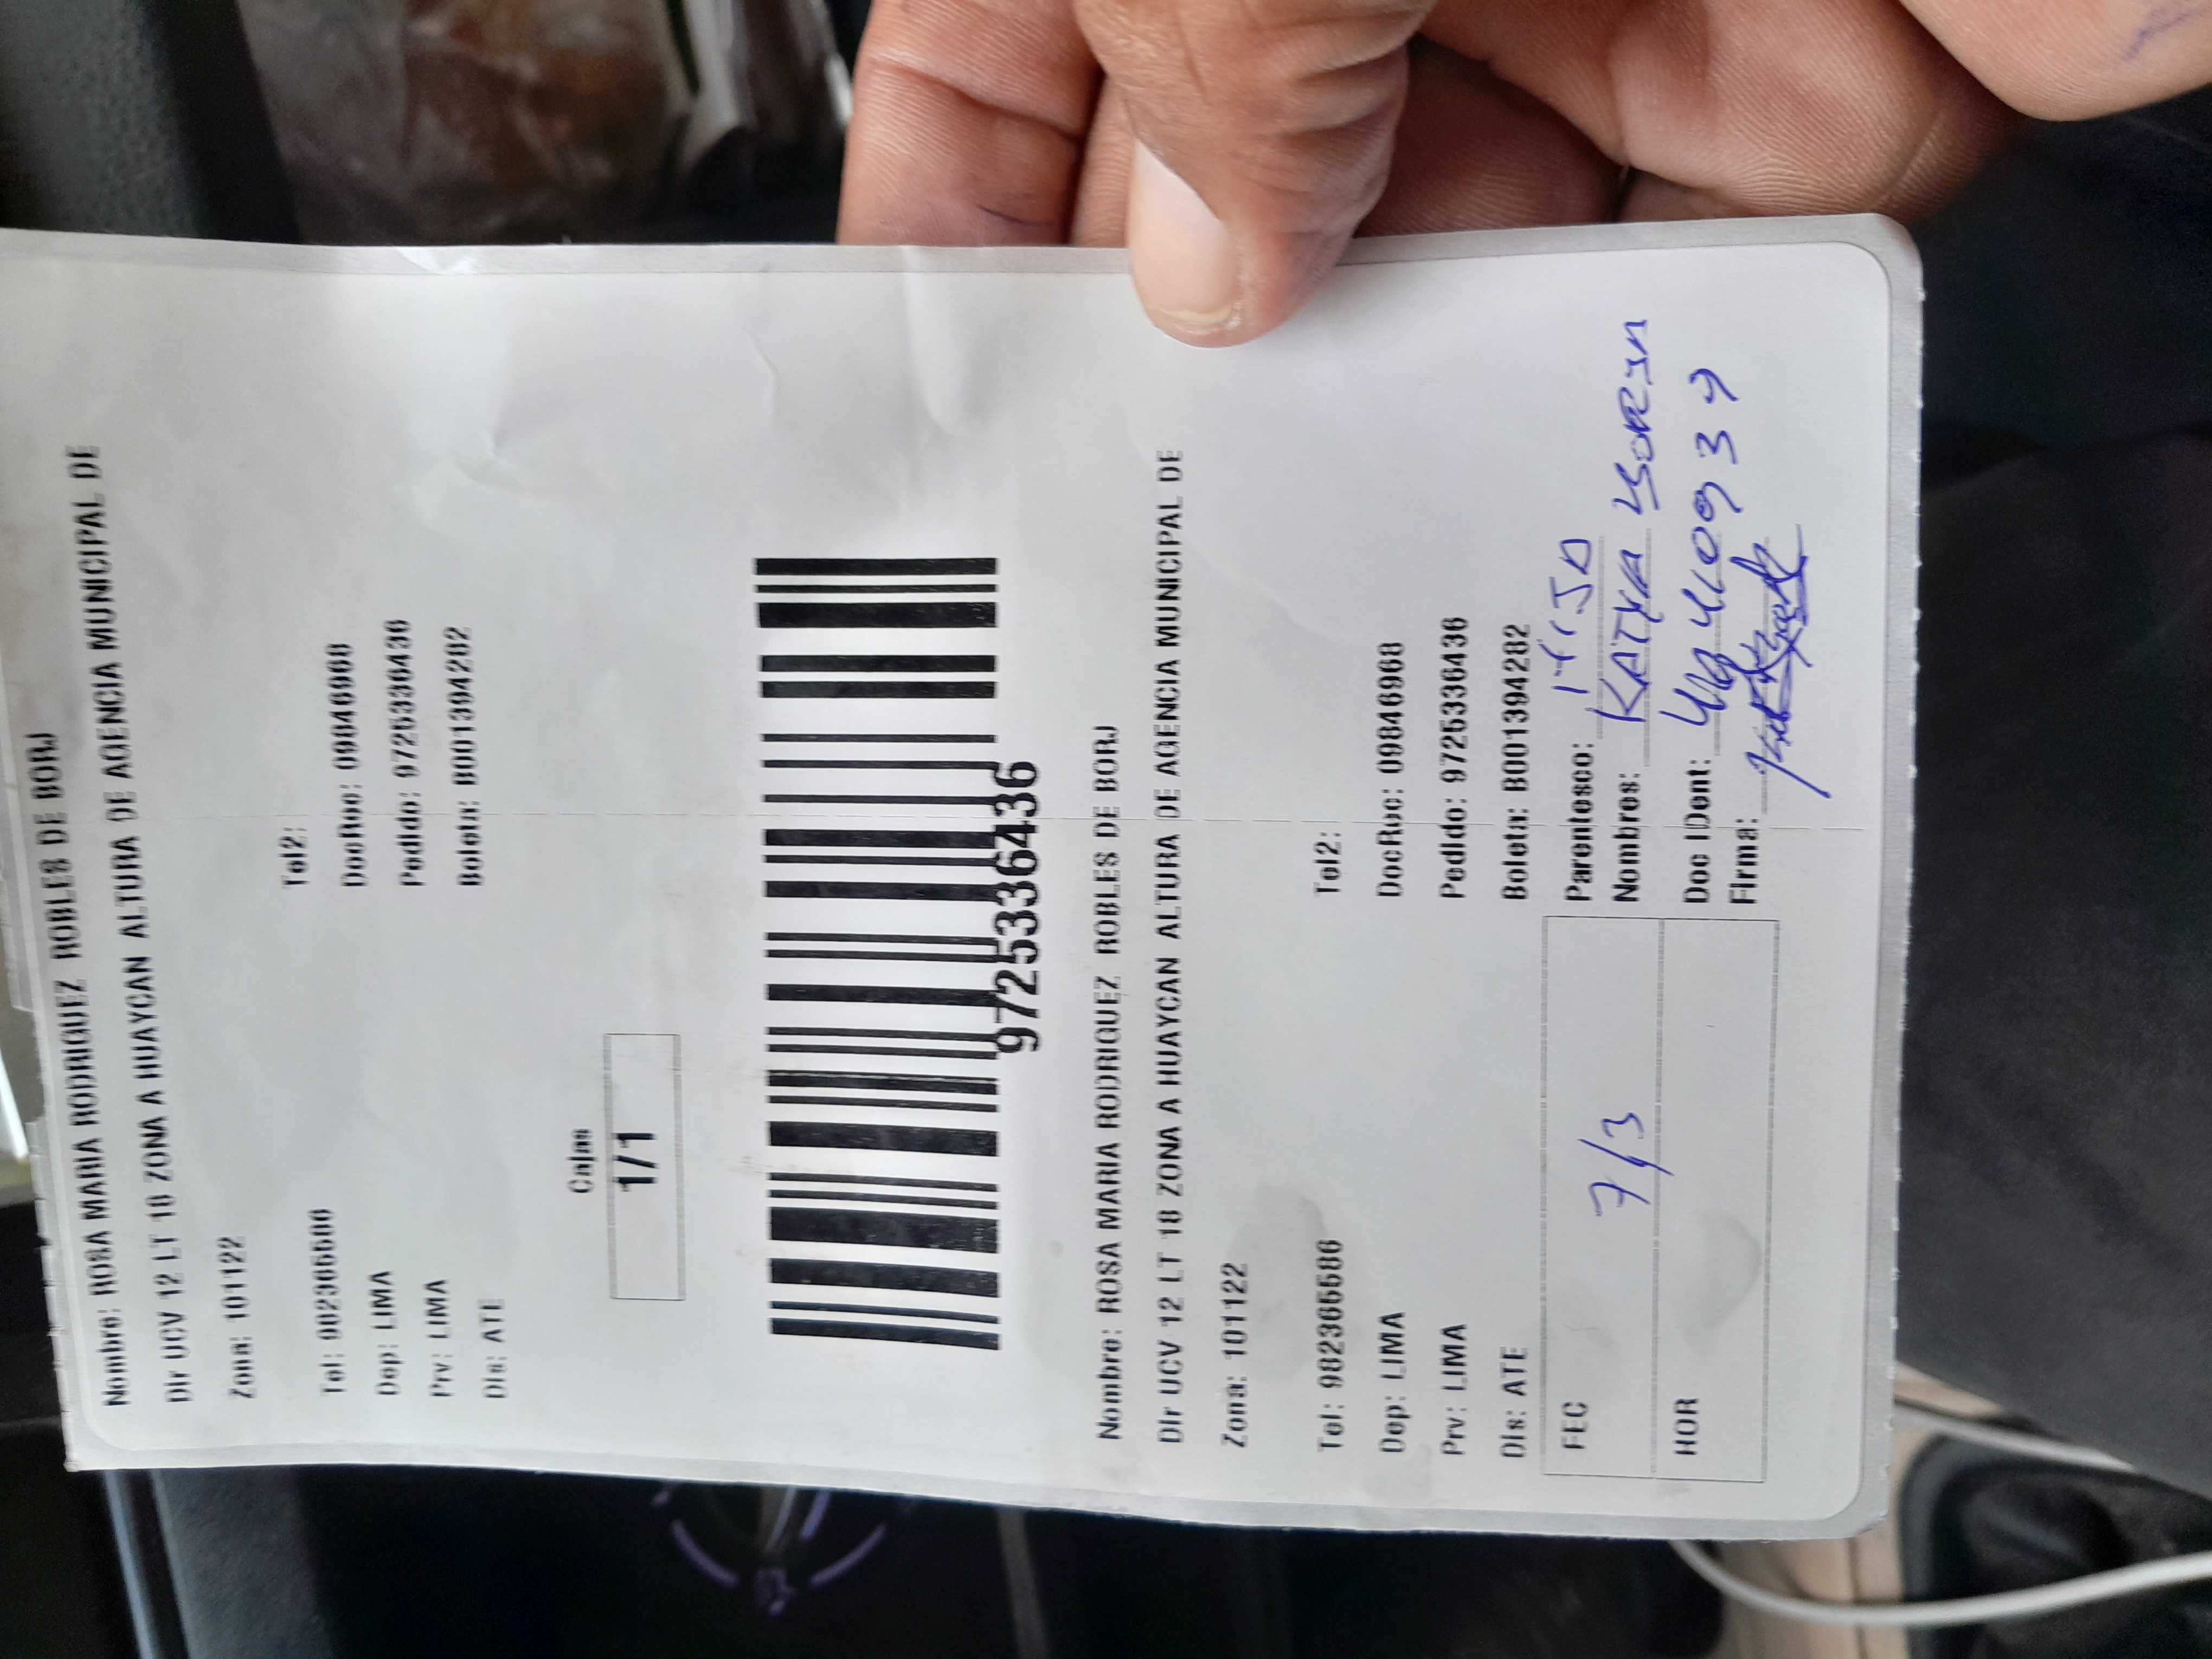 Nombre: ROSA MARIA RODRIGUEZ ROBLES DE BORJ
Dir UCV 12 LT 18 ZONA A HUAYCAN ALTURA DE AGENCIA MUNICIPAL DE
Zona: 101122
Tel: 982365586 Tel2:
Dep: LIMA DocRec: 09846968
Prv: LIMA Pedido: 9725336436
Dis: ATE Boleta: B001394282
Cajas
1/1
9725336436
Nombre: ROSA MARIA RODRIGUEZ ROBLES DE BORJ
Dir UCV 12 LT 18 ZONA A HUAYCAN ALTURA DE AGENCIA MUNICIPAL DE
Zona: 101122
Tel: 982365586 Tel2:
Dep: LIMA DocRec: 09846968
Prv: LIMA Pedido: 9725336436
Dis: ATE Boleta: B001394282
FEC 7/3 Parentesco: HIJA
Nombres: KATYA
HOR Doc IDent:
Firma: